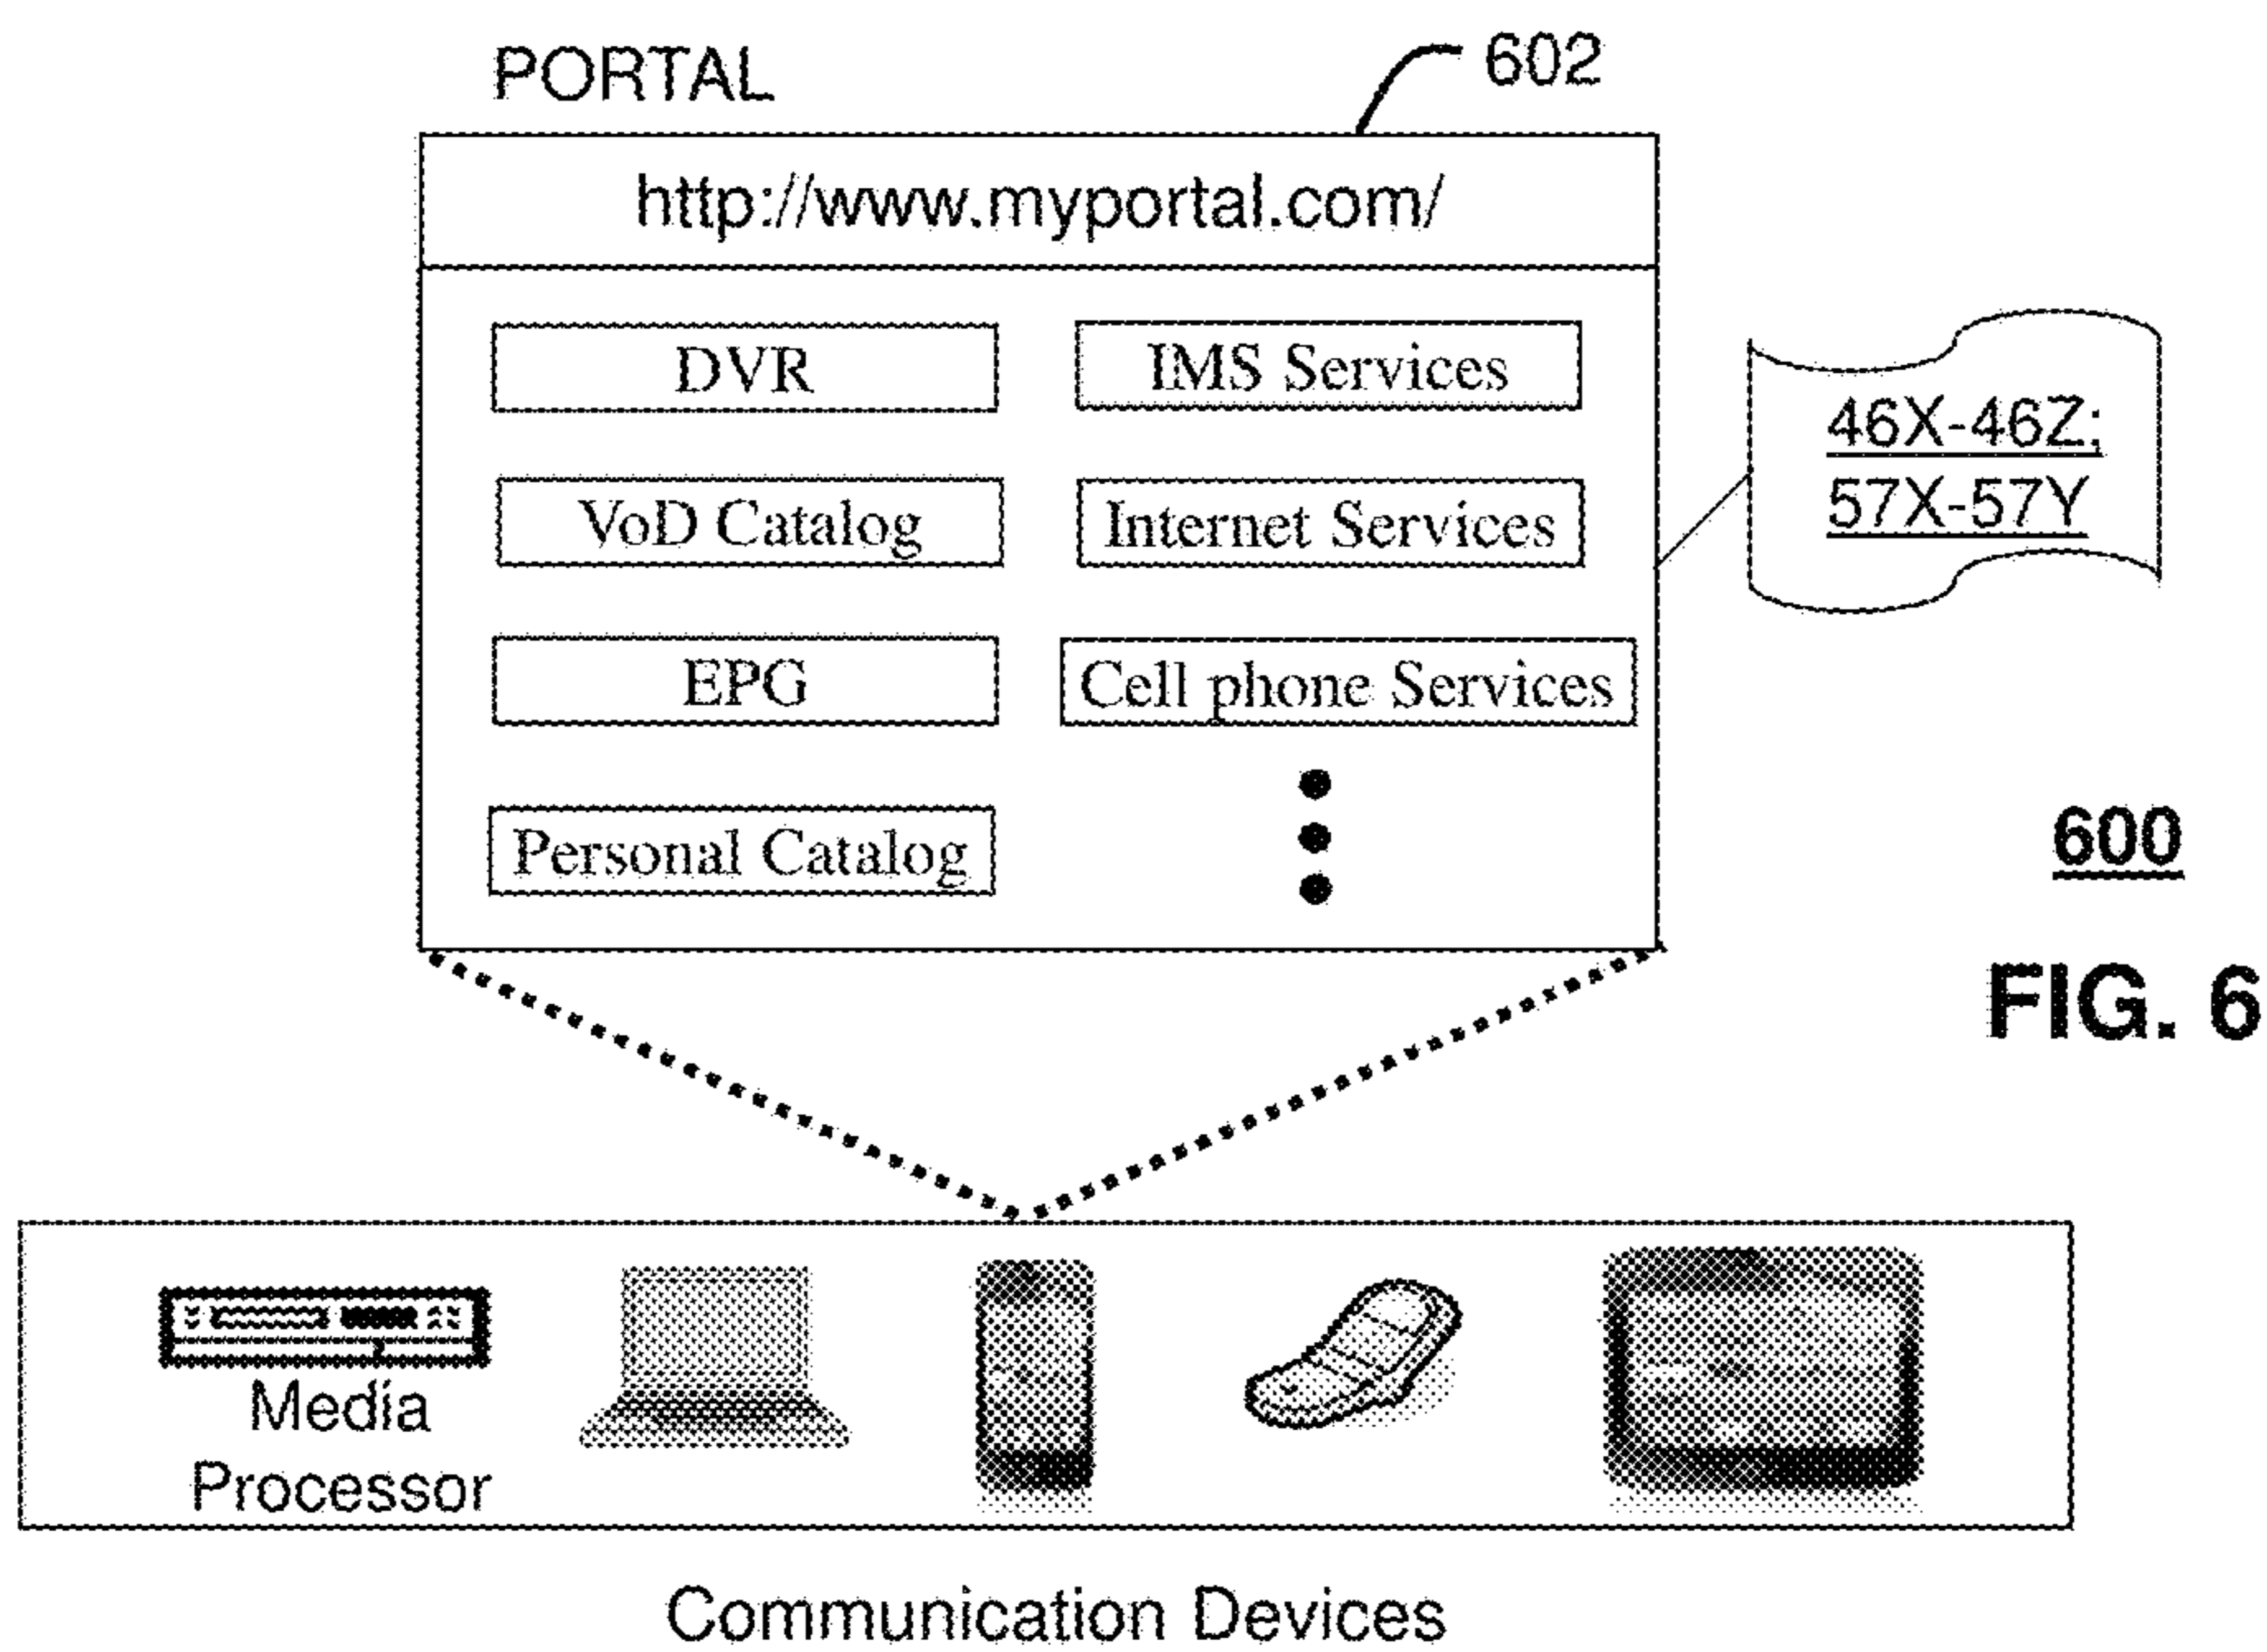 PORTAL
602
http://www.myportal.com/
DVR
IMS Services
VoD Catalog
Internet Services
EPG
Cell phone Services
Personal Catalog
46X-46Z;
57X-57Y
600
FIG. 6
Media
Processor
Communication Devices